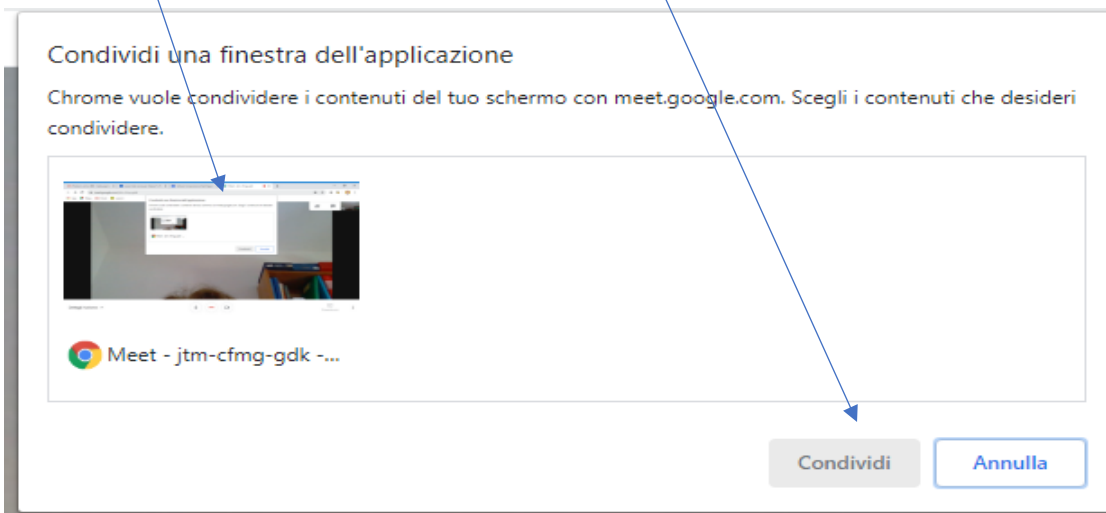 Condividi una finestra dell'applicazione
Chrome vuole condividere i contenuti del tuo schermo con meet.google.com. Scegli i contenuti che desideri
condividere.
Meet - jtm-cfmg-gdk -...
Condividi
Annulla